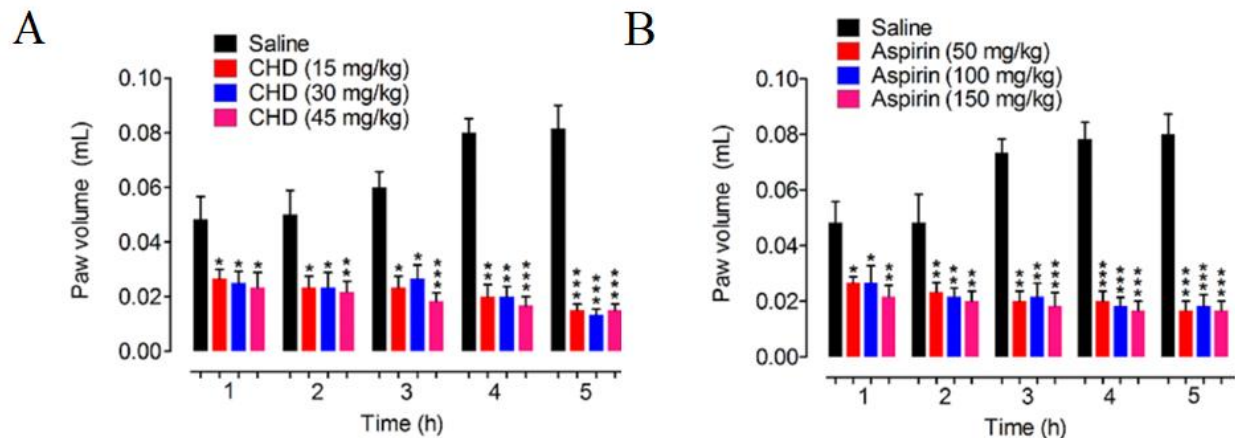 A
Saline
CHD (15 mg/kg)
CHD (30 mg/kg)
CHD (45 mg/kg)
0.10
0.08
0.06
0.04
0.02
0.00
Paw volume (mL)
* * * * * ** * * *** ** ** *** *** *** ***
1 2 3 4 5
Time (h)
B
Saline
Aspirin (50 mg/kg)
Aspirin (100 mg/kg)
Aspirin (150 mg/kg)
0.10
0.08
0.06
0.04
0.02
0.00
Paw volume (mL)
1 2 3 4 5
Time (h)